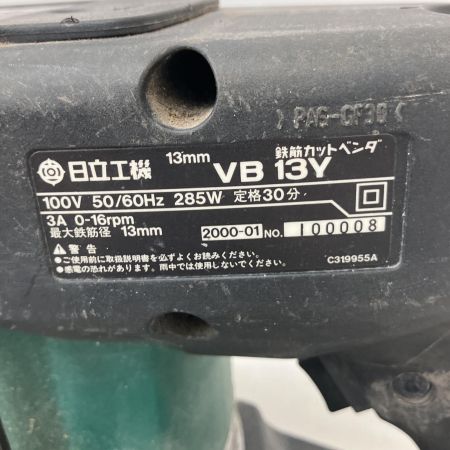 >PA6-GF30<
鉄筋カットベンダ
日立工機 13mm VB 13Y
100V 50/60Hz 285W 定格30分
3A 0-16rpm
最大鉄筋径 13mm 2000-01 NO. 100008
警告
●ご使用前に取扱説明書を必ずよくお読みください。
●感電の恐れがあります。雨中では使用しないでください。
C319955A